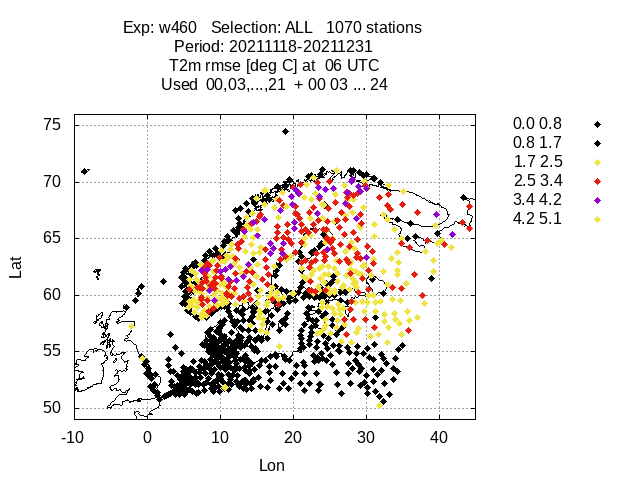 Exp: w460 Selection: ALL 1070 stations
Period: 20211118-20211231
T2m rmse [deg C] at 06 UTC
Used 00,03,...,21 + 00 03 ... 24
0.0 0.8
0.8 1.7
1.7 2.5
2.5 3.4
3.4 4.2
4.2 5.1
75
70
65
60
55
50
Lat
-10 0 10 20 30 40
Lon